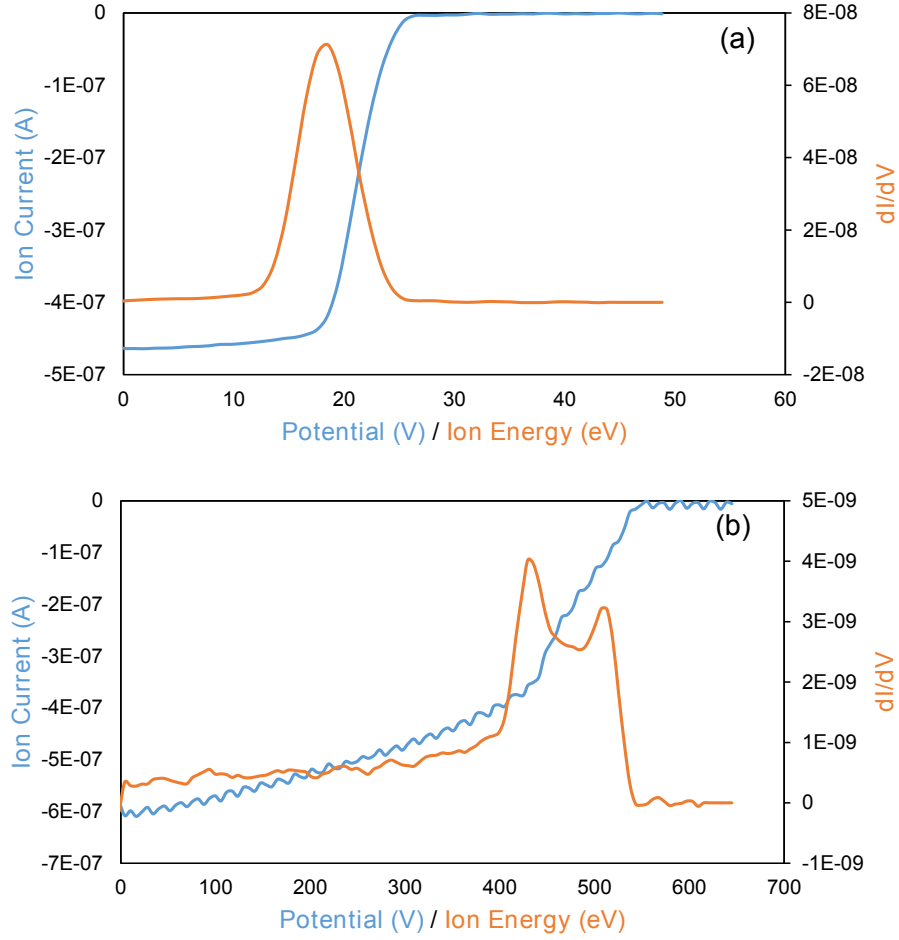 (a)
Ion Current (A)
0
-1E-07
-2E-07
-3E-07
-4E-07
-5E-07
8E-08
6E-08
4E-08
2E-08
0
-2E-08
dI/dV
0 10 20 30 40 50 60
Potential (V) / Ion Energy (eV)
(b)
Ion Current (A)
0
-1E-07
-2E-07
-3E-07
-4E-07
-5E-07
-6E-07
-7E-07
5E-09
4E-09
3E-09
2E-09
1E-09
0
-1E-09
dI/dV
0 100 200 300 400 500 600 700
Potential (V) / Ion Energy (eV)